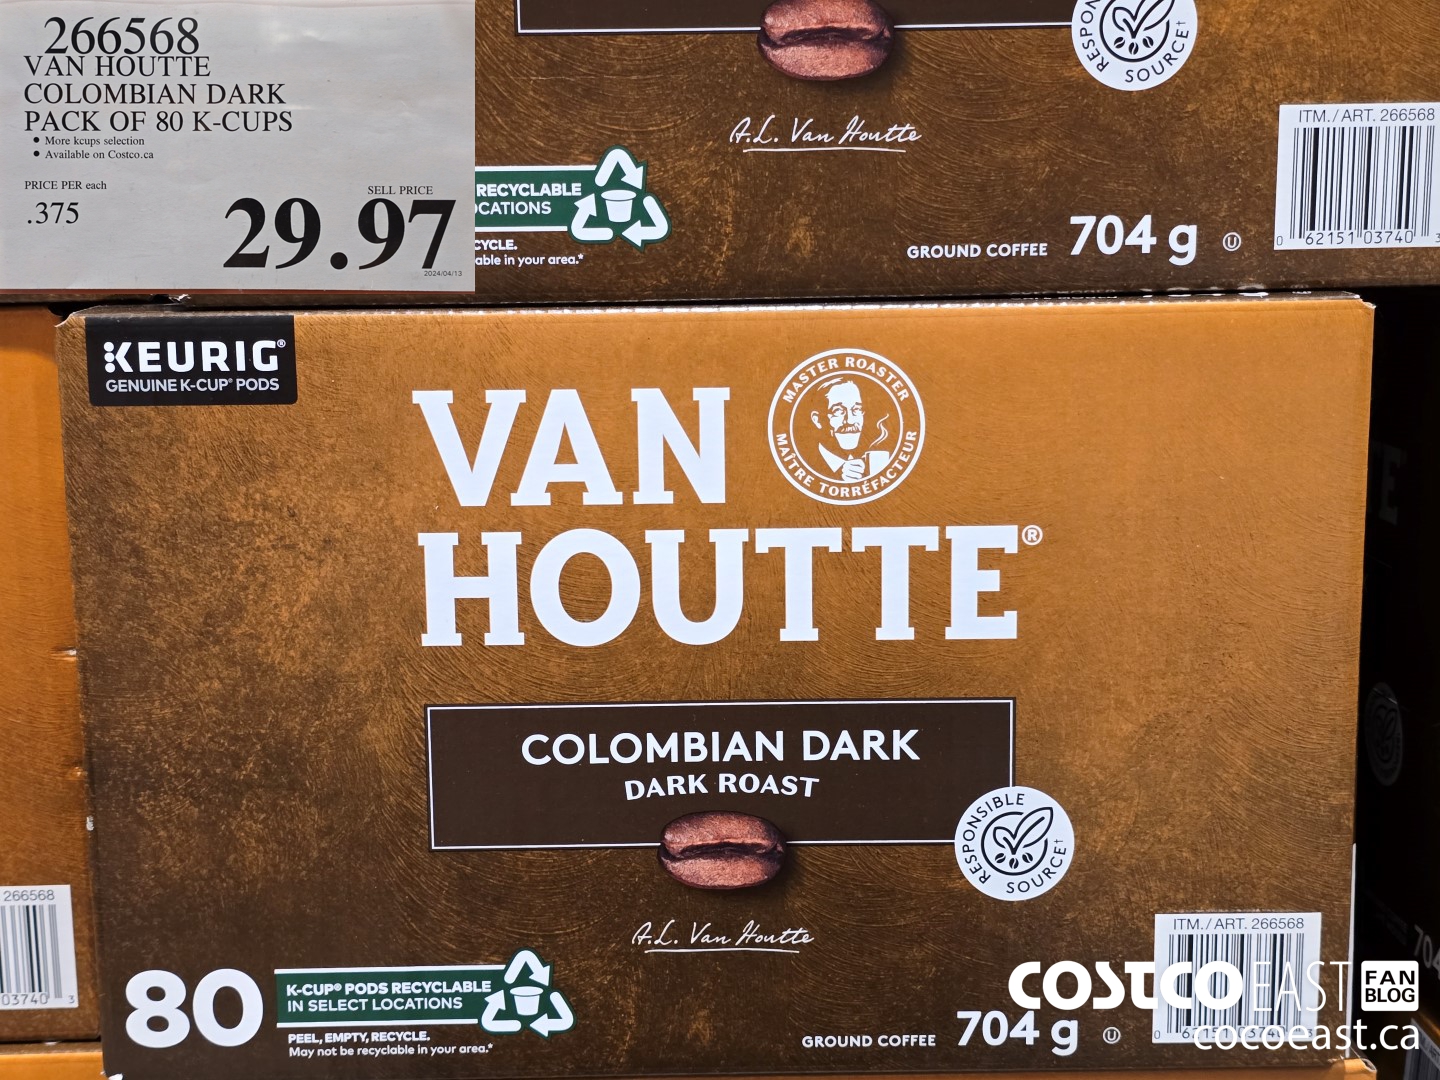 266568
VAN HOUTTE
COLOMBIAN DARK
PACK OF 80 K-CUPS
• More kcups selection
• Available on Costco.ca
PRICE PER each
.375
SELL PRICE
29.97
2024/04/13
RESPON
SOURCE†
A.L. Van Houtte
RECYCLABLE
OCATIONS
CYCLE.
able in your area.*
GROUND COFFEE 704 g
U
ITM./ART. 266568
0 62151 03740 3
KEURIG®
GENUINE K-CUP® PODS
VAN
HOUTTE®
MASTER ROASTER
MAÎTRE TORRÉFACTEUR
COLOMBIAN DARK
DARK ROAST
RESPONSIBLE
SOURCE†
A.L. Van Houtte
80
K-CUP® PODS RECYCLABLE
IN SELECT LOCATIONS
PEEL, EMPTY, RECYCLE.
May not be recyclable in your area.*
GROUND COFFEE 704 g
U
ITM./ART. 266568
266568
03740 3
COSTCO EAST FAN BLOG
cocoeast.ca